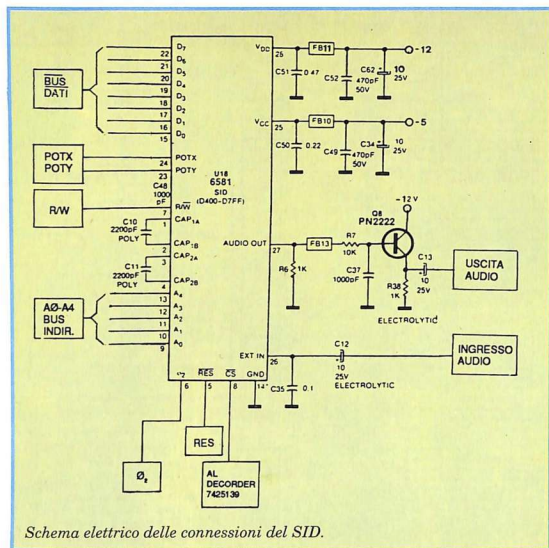 BUS
DATI
D7
22
D6
21
D5
20
D4
19
D3
18
D2
17
D1
16
D0
15
POTX
POTY
POTX
24
POTY
23
C48
1000
pF
R/W
R/W
7
CAP1A
1
C10
2200pF
POLY
CAP1B
2
CAP2A
3
C11
2200pF
POLY
CAP2B
4
A0-A4
BUS
INDIR.
A4
13
A3
12
A2
11
A1
10
A0
9
U18
6581
SID
(D400-D7FF)
VDD
26
FB11
-12
C51
0.47
C52
470pF
50V
C62
10
25V
VCC
25
FB10
-5
C50
0.22
C49
470pF
50V
C34
10
25V
AUDIO OUT
27
FB13
R7
10K
R6
1K
C37
1000pF
-12V
Q8
PN2222
C13
10
25V
R38
1K
ELECTROLYTIC
USCITA
AUDIO
EXT IN
26
C35
0.1
C12
10
25V
ELECTROLYTIC
INGRESSO
AUDIO
6
RES
5
CS
8
GND
14
Ø2
RES
AL
DECORDER
7425139
Schema elettrico delle connessioni del SID.